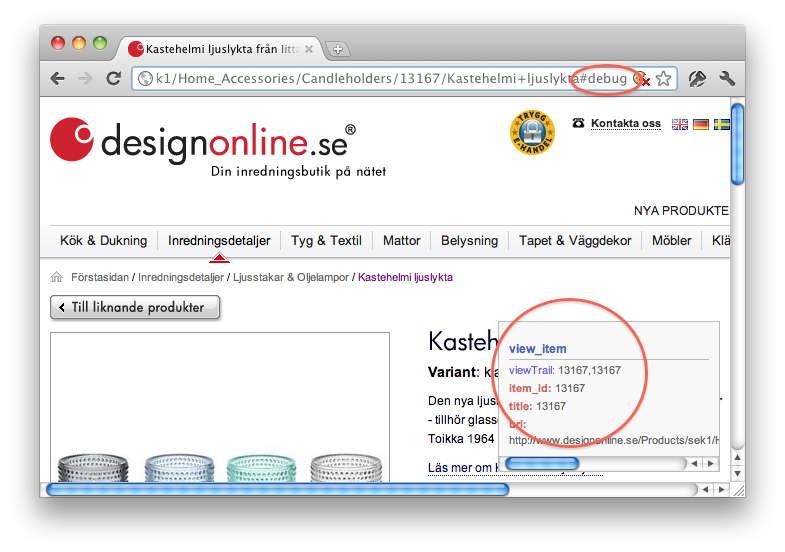 Kastehelmi ljuslykta från Iitta
k1/Home_Accessories/Candleholders/13167/Kastehelmi+ljuslykta#debug
designonline.se®
Din inredningsbutik på nätet
TRYGG
E-HANDEL
Kontakta oss
NYA PRODUKTE
Kök & Dukning
Inredningsdetaljer
Tyg & Textil
Mattor
Belysning
Tapet & Väggdekor
Möbler
Klä
Förstasidan / Inredningsdetaljer / Ljusstakar & Oljelampor / Kastehelmi ljuslykta
Till liknande produkter
Kasteh
Variant: kla
Den nya ljus
- tillhör glasse
Toikka 1964
Läs mer om K
view_item
viewTrail: 13167,13167
item_id: 13167
title: 13167
url:
http://www.designonline.se/Products/sek1/H